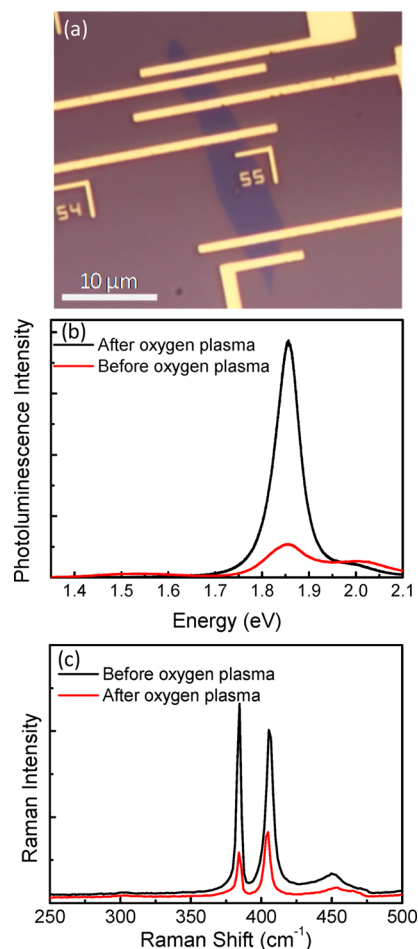 (a)
54
55
10 μm
(b)
After oxygen plasma
Before oxygen plasma
Photoluminescence Intensity
1.4 1.5 1.6 1.7 1.8 1.9 2.0 2.1
Energy (eV)
(c)
Before oxygen plasma
After oxygen plasma
Raman Intensity
250 300 350 400 450 500
Raman Shift (cm⁻¹)